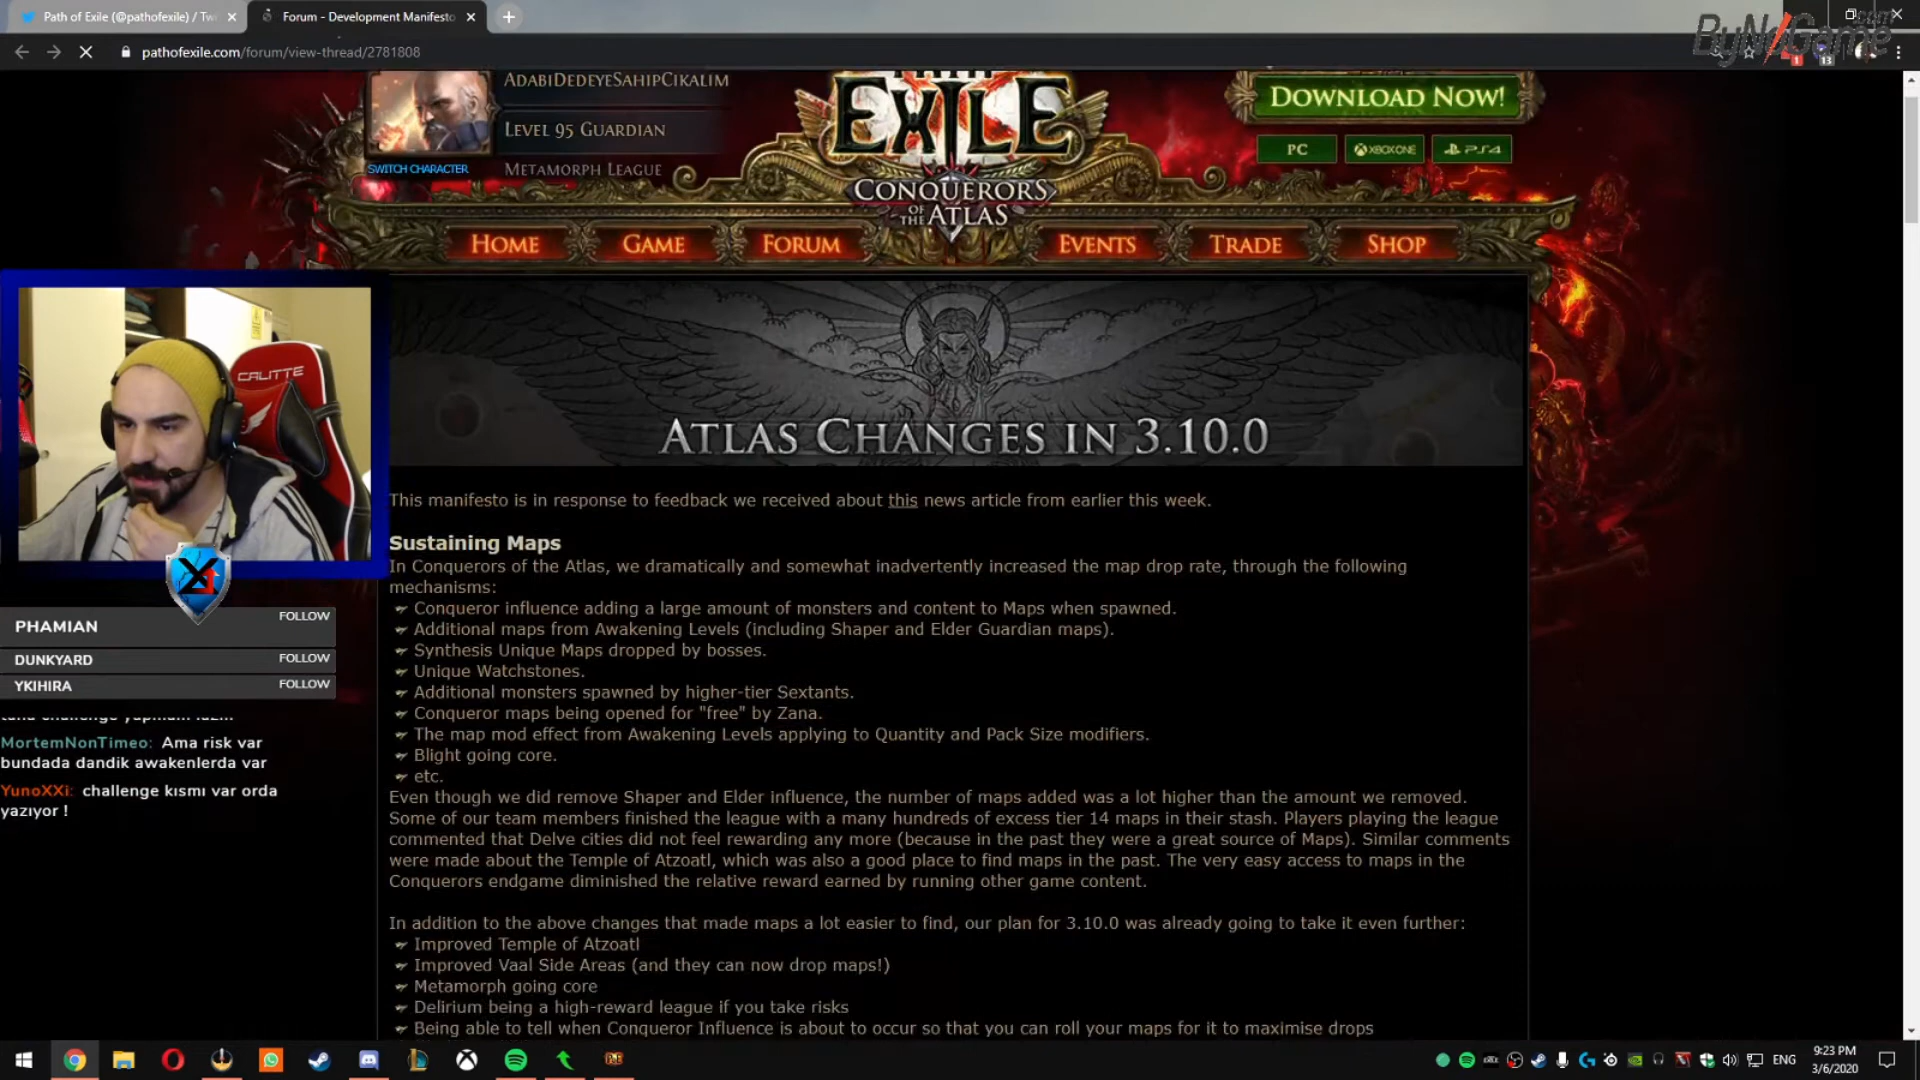 Path of Exile (@pathofexile) / Tw
Forum - Development Manifesto
pathofexile.com/forum/view-thread/2781808
ByNoGame.com
1
13
AdabiDedeyeSahipCikalim
Level 95 Guardian
SWITCH CHARACTER
Metamorph League
EXILE
CONQUERORS
OF THE ATLAS
Download Now!
PC
XBOX ONE
PS4
Home
Game
Forum
Events
Trade
Shop
CALITTE
Atlas Changes in 3.10.0
This manifesto is in response to feedback we received about this news article from earlier this week.
Sustaining Maps
In Conquerors of the Atlas, we dramatically and somewhat inadvertently increased the map drop rate, through the following
mechanisms:
Conqueror influence adding a large amount of monsters and content to Maps when spawned.
Additional maps from Awakening Levels (including Shaper and Elder Guardian maps).
Synthesis Unique Maps dropped by bosses.
Unique Watchstones.
Additional monsters spawned by higher-tier Sextants.
Conqueror maps being opened for "free" by Zana.
The map mod effect from Awakening Levels applying to Quantity and Pack Size modifiers.
Blight going core.
etc.
Even though we did remove Shaper and Elder influence, the number of maps added was a lot higher than the amount we removed.
Some of our team members finished the league with a many hundreds of excess tier 14 maps in their stash. Players playing the league
commented that Delve cities did not feel rewarding any more (because in the past they were a great source of Maps). Similar comments
were made about the Temple of Atzoatl, which was also a good place to find maps in the past. The very easy access to maps in the
Conquerors endgame diminished the relative reward earned by running other game content.
In addition to the above changes that made maps a lot easier to find, our plan for 3.10.0 was already going to take it even further:
Improved Temple of Atzoatl
Improved Vaal Side Areas (and they can now drop maps!)
Metamorph going core
Delirium being a high-reward league if you take risks
Being able to tell when Conqueror Influence is about to occur so that you can roll your maps for it to maximise drops
PHAMIAN FOLLOW
DUNKYARD FOLLOW
YKIHIRA FOLLOW
MortemNonTimeo: Ama risk var
bundada dandik awakenlerda var
YunoXXi: challenge kısmı var orda
yazıyor !
ENG
9:23 PM
3/6/2020